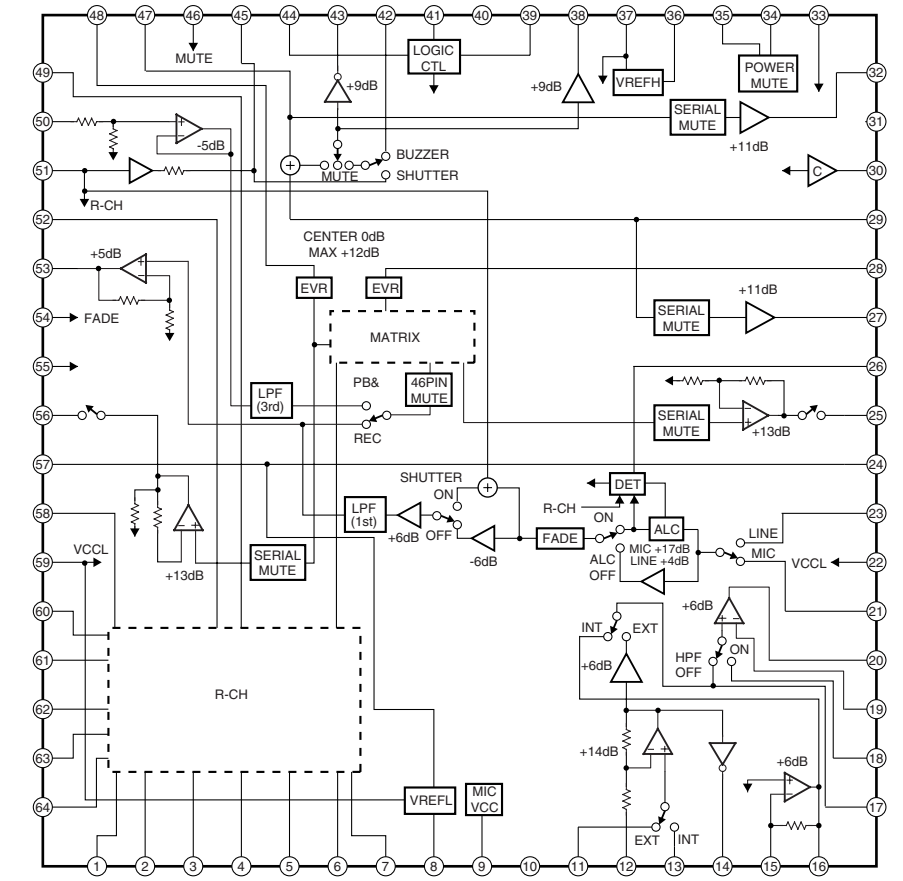 48 47 46 45 44 43 42 41 40 39 38 37 36 35 34 33
MUTE
LOGIC
CTL
+9dB
+9dB
VREFH
POWER
MUTE
49
32
50
-5dB
SERIAL
MUTE
+11dB
31
51
R-CH
+
MUTE
BUZZER
SHUTTER
C
30
52
29
CENTER 0dB
MAX +12dB
53
+5dB
EVR
EVR
28
54
FADE
MATRIX
SERIAL
MUTE
+11dB
27
55
26
LPF
(3rd)
PB&
REC
46PIN
MUTE
56
SERIAL
MUTE
+13dB
25
57
24
SHUTTER
ON
OFF
+
DET
R-CH
ON
58
LPF
(1st)
+6dB
-6dB
FADE
ALC
MIC +17dB
LINE +4dB
ALC
OFF
LINE
MIC
23
59
VCCL
+13dB
SERIAL
MUTE
VCCL
22
60
21
INT
EXT
+6dB
+6dB
HPF
OFF
ON
61
20
R-CH
62
19
63
+14dB
+6dB
18
64
VREFL
MIC
VCC
EXT
INT
17
1 2 3 4 5 6 7 8 9 10 11 12 13 14 15 16